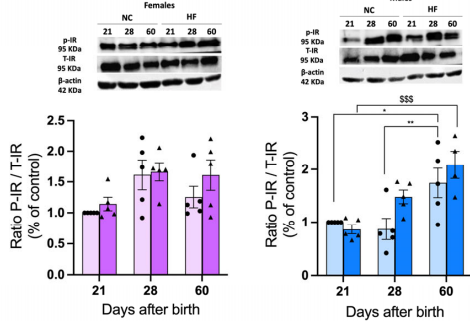 Females
NC HF
21 28 60 21 28 60
p-IR
95 KDa
T-IR
95 KDa
β-actina
42 KDa
Ratio P-IR / T-IR
(% of control)
2.5
2.0
1.5
1.0
0.5
0.0
21 28 60
Days after birth
Males
NC HF
21 28 60 21 28 60
p-IR
95 KDa
T-IR
95 KDa
β-actina
42 KDa
$$$
*
**
Ratio P-IR / T-IR
(% of control)
3
2
1
0
21 28 60
Days after birth